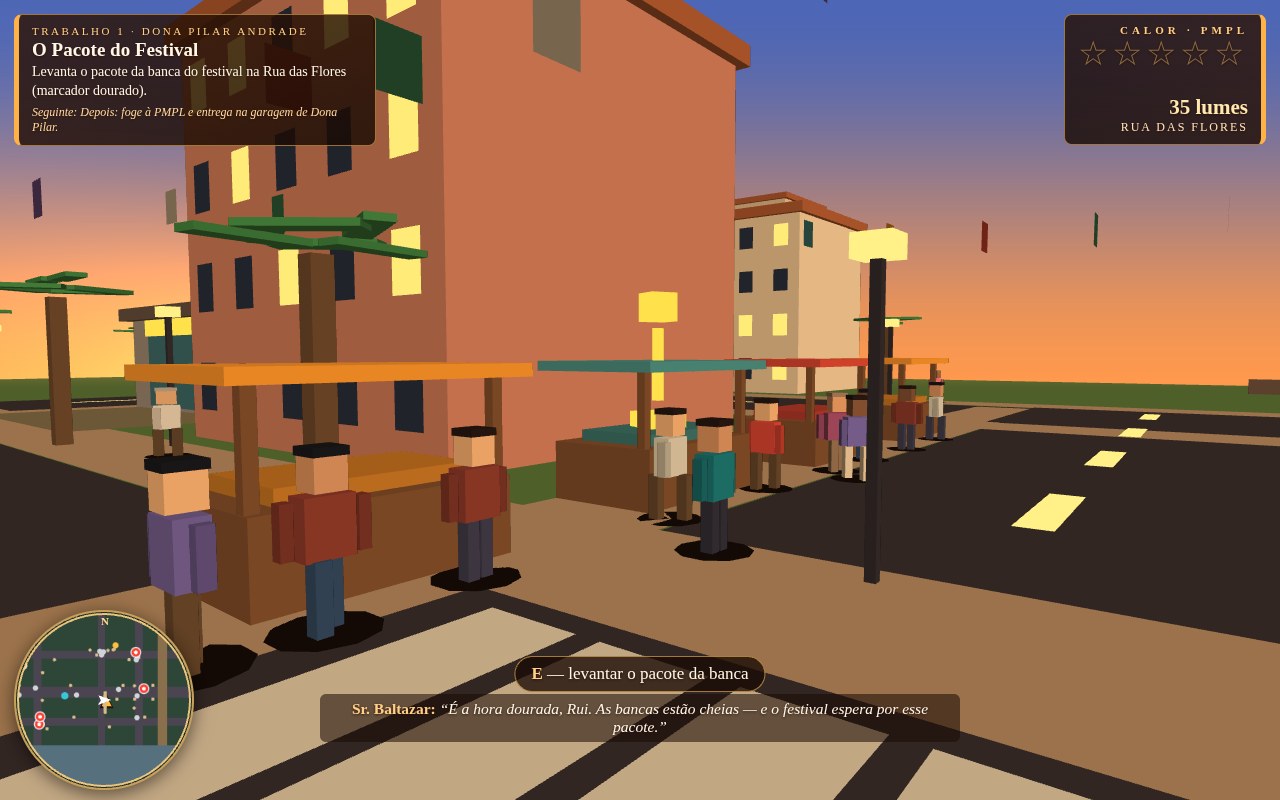 TRABALHO 1 · DONA PILAR ANDRADE
O Pacote do Festival
Levanta o pacote da banca do festival na Rua das Flores
(marcador dourado).
Seguinte: Depois: foge à PMPL e entrega na garagem de Dona
Pilar.
CALOR · PMPL
35 lumes
RUA DAS FLORES
N
E — levantar o pacote da banca
Sr. Baltazar: “É a hora dourada, Rui. As bancas estão cheias — e o festival espera por esse
pacote.”